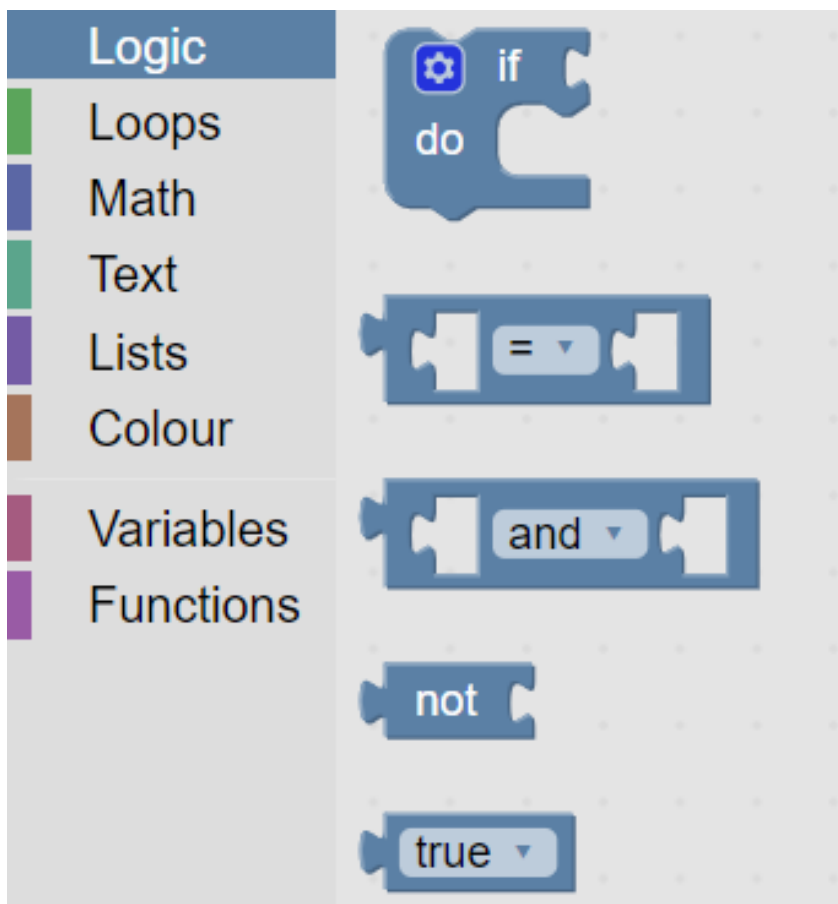 Logic
Loops
Math
Text
Lists
Colour
Variables
Functions
if
do
=
and
not
true